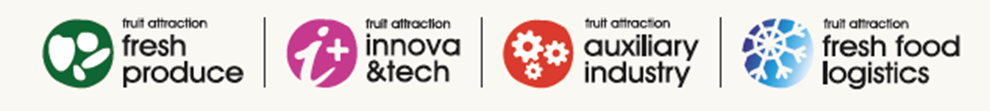 fruit attraction
fresh
produce
fruit attraction
i+
innova
&tech
fruit attraction
auxiliary
industry
fruit attraction
fresh food
logistics